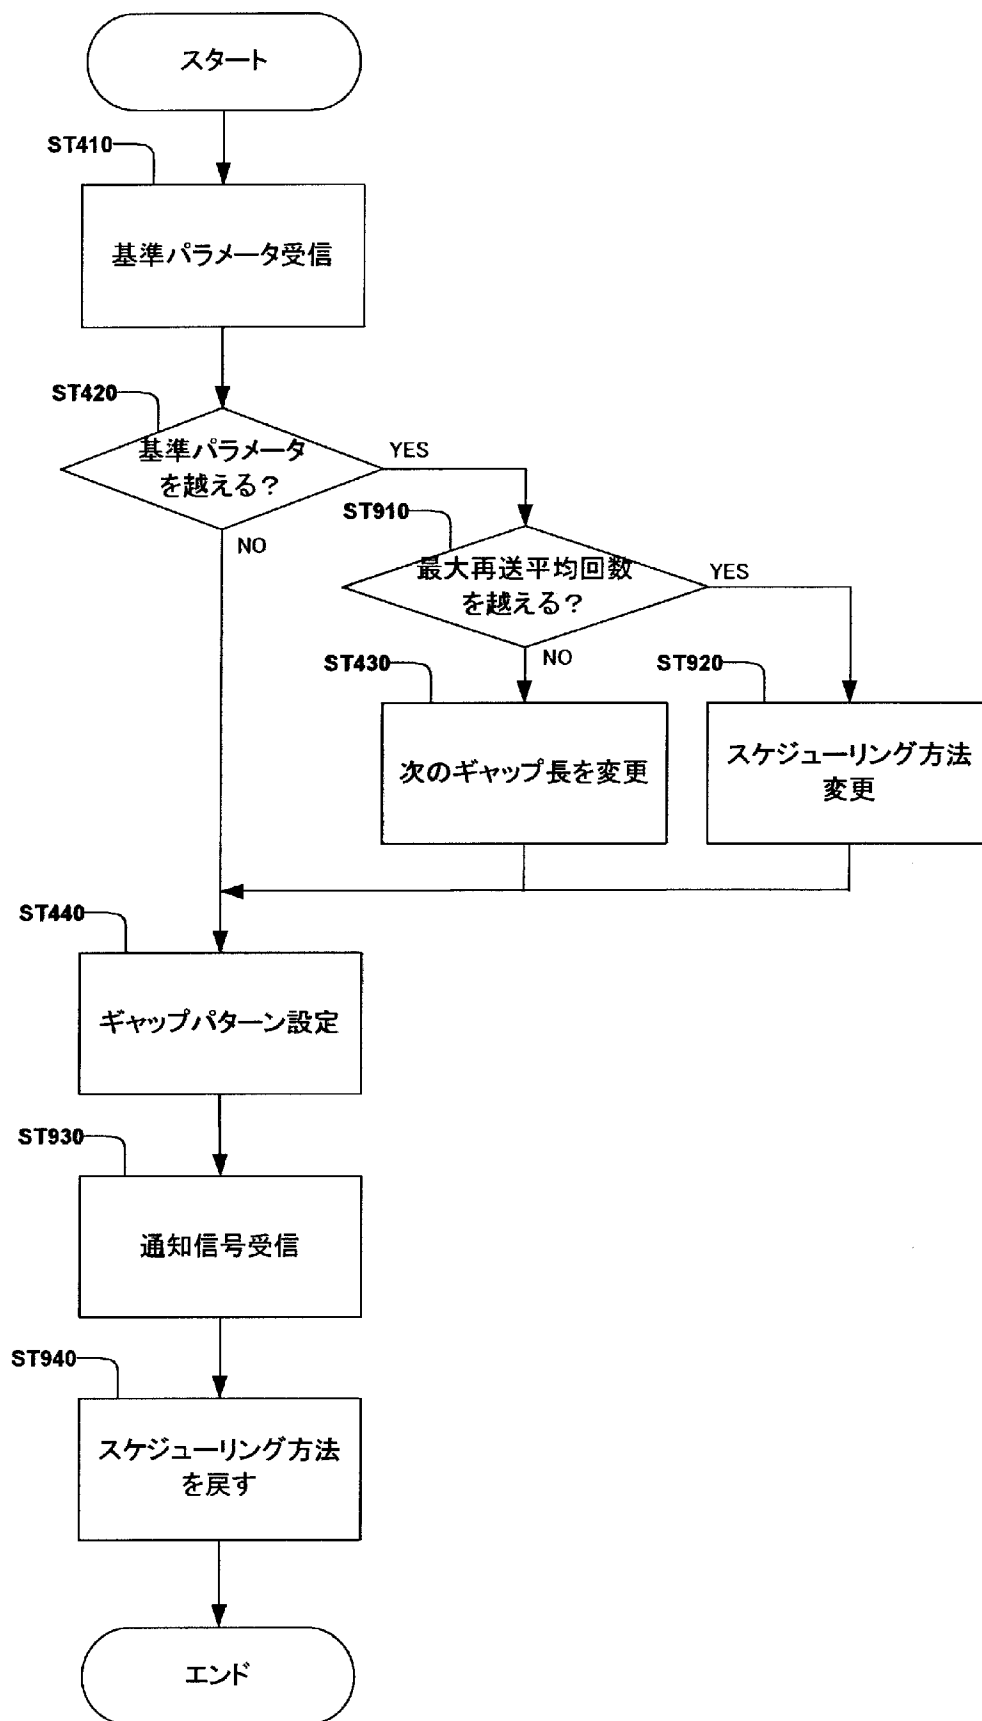 スタート
ST410
基準パラメータ受信
ST420
基準パラメータ
を越える?
YES
NO
ST910
最大再送平均回数
を越える?
YES
NO
ST430
次のギャップ長を変更
ST920
スケジューリング方法
変更
ST440
ギャップパターン設定
ST930
通知信号受信
ST940
スケジューリング方法
を戻す
エンド